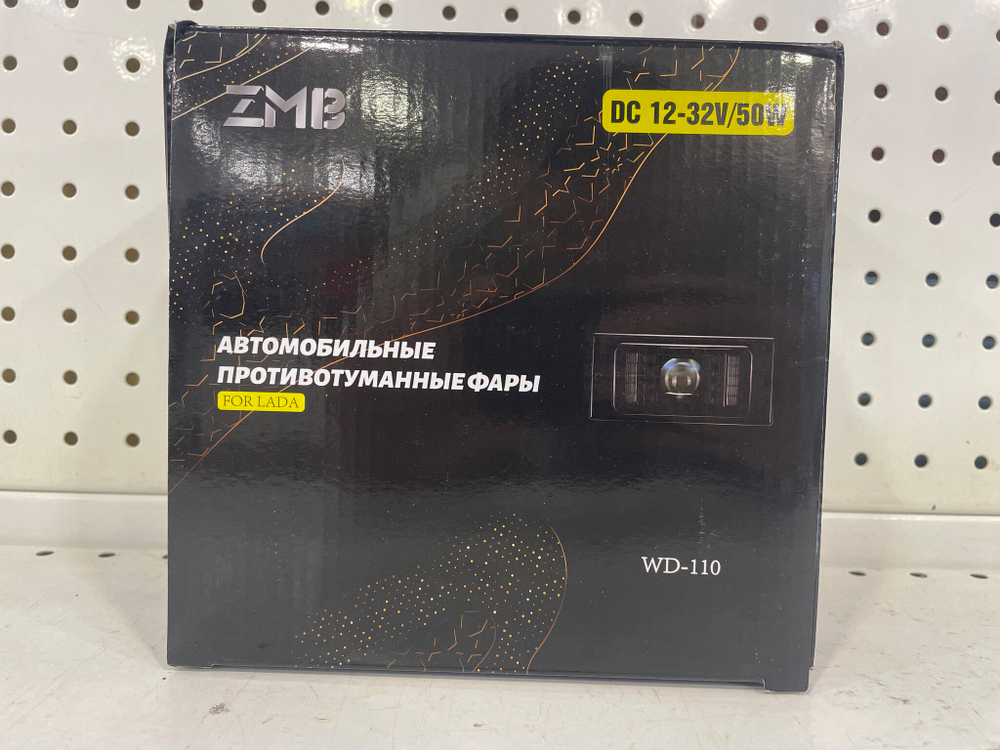 ZMB
DC 12-32V/50W
АВТОМОБИЛЬНЫЕ
ПРОТИВОТУМАННЫЕ ФАРЫ
FOR LADA
WD-110